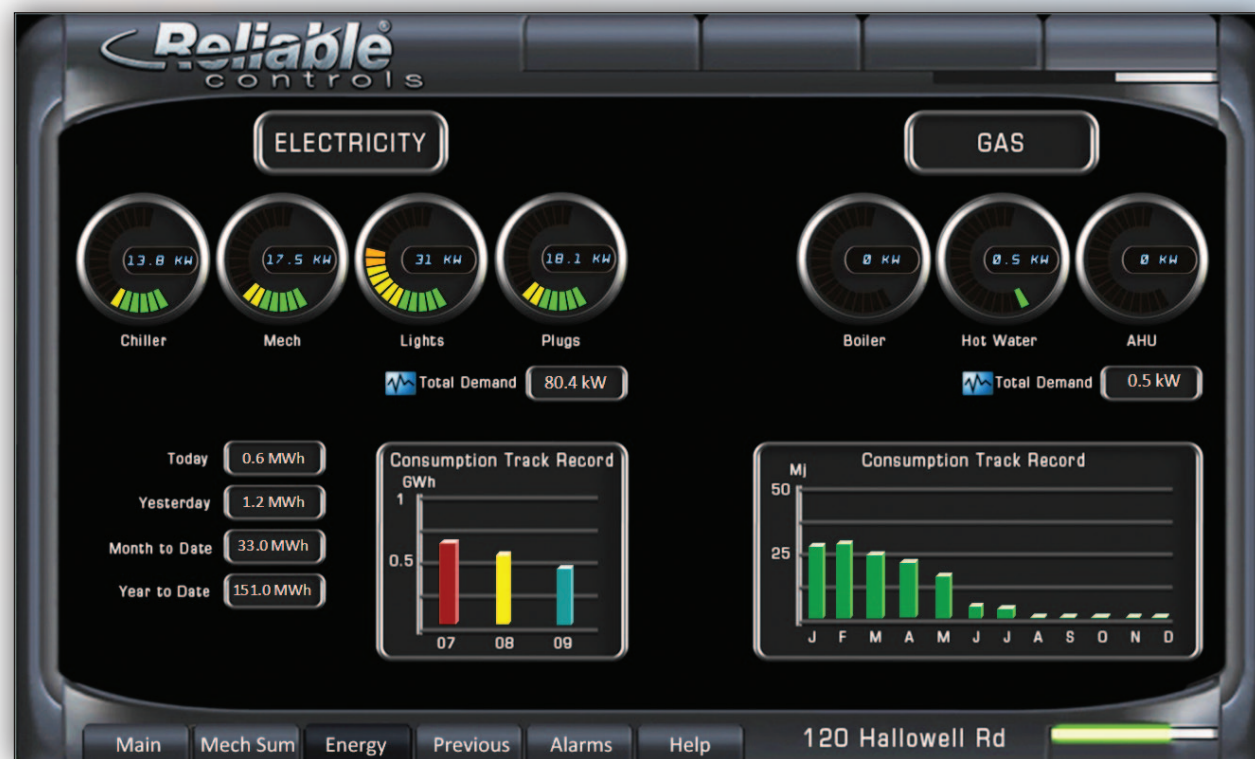 Reliable®
controls
ELECTRICITY
GAS
13.8 KW
17.5 KW
31 KW
18.1 KW
0 KW
0.5 KW
0 KW
Chiller
Mech
Lights
Plugs
Boiler
Hot Water
AHU
Total Demand 80.4 kW
Total Demand 0.5 kW
Today 0.6 MWh
Yesterday 1.2 MWh
Month to Date 33.0 MWh
Year to Date 151.0 MWh
Consumption Track Record
GWh
1
0.5
07 08 09
Consumption Track Record
Mj
50
25
J F M A M J J A S O N D
Main
Mech Sum
Energy
Previous
Alarms
Help
120 Hallowell Rd